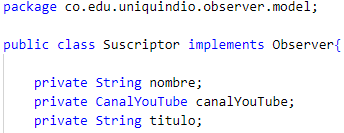 package co.edu.uniquindio.observer.model;
public class Suscriptor implements Observer{
private String nombre;
private CanalYouTube canalYouTube;
private String titulo;